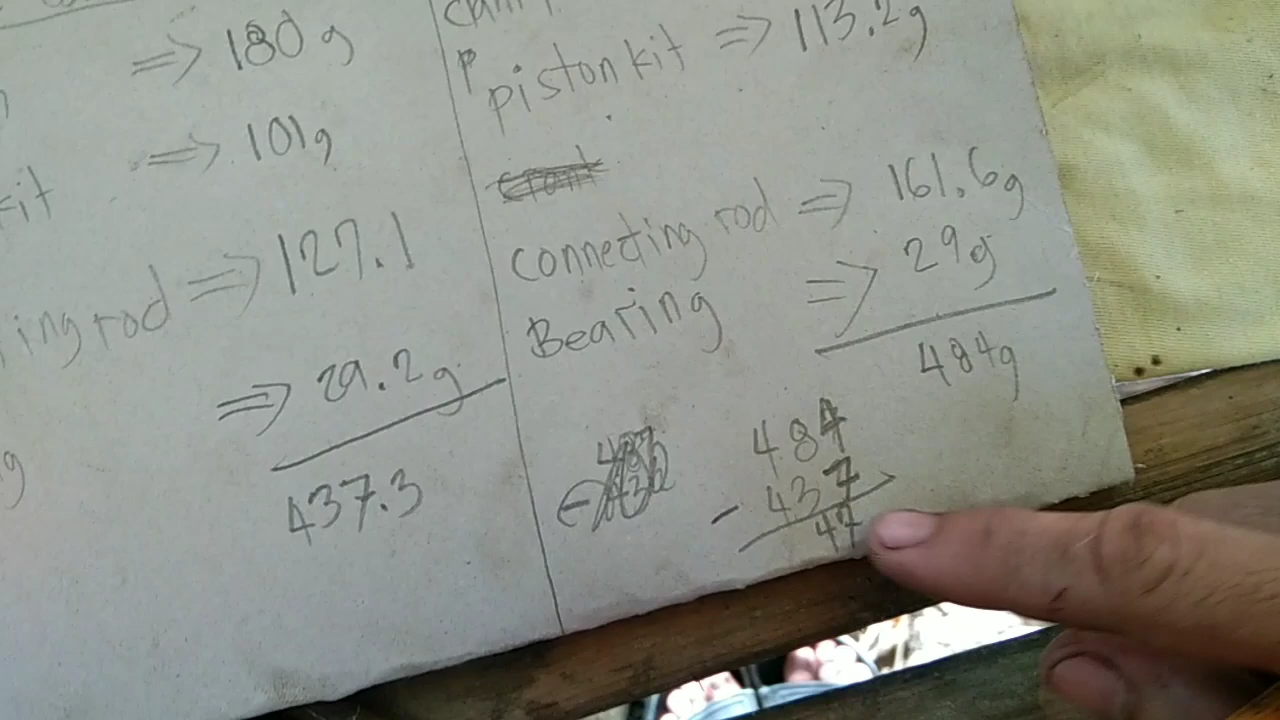 => 180 g
=> 101g
kit
ing rod => 127.1
=> 29.2g
g
437.3
piston kit => 113.2g
connecting rod => 161.6g
Bearing => 29g
484g
484
- 437
47